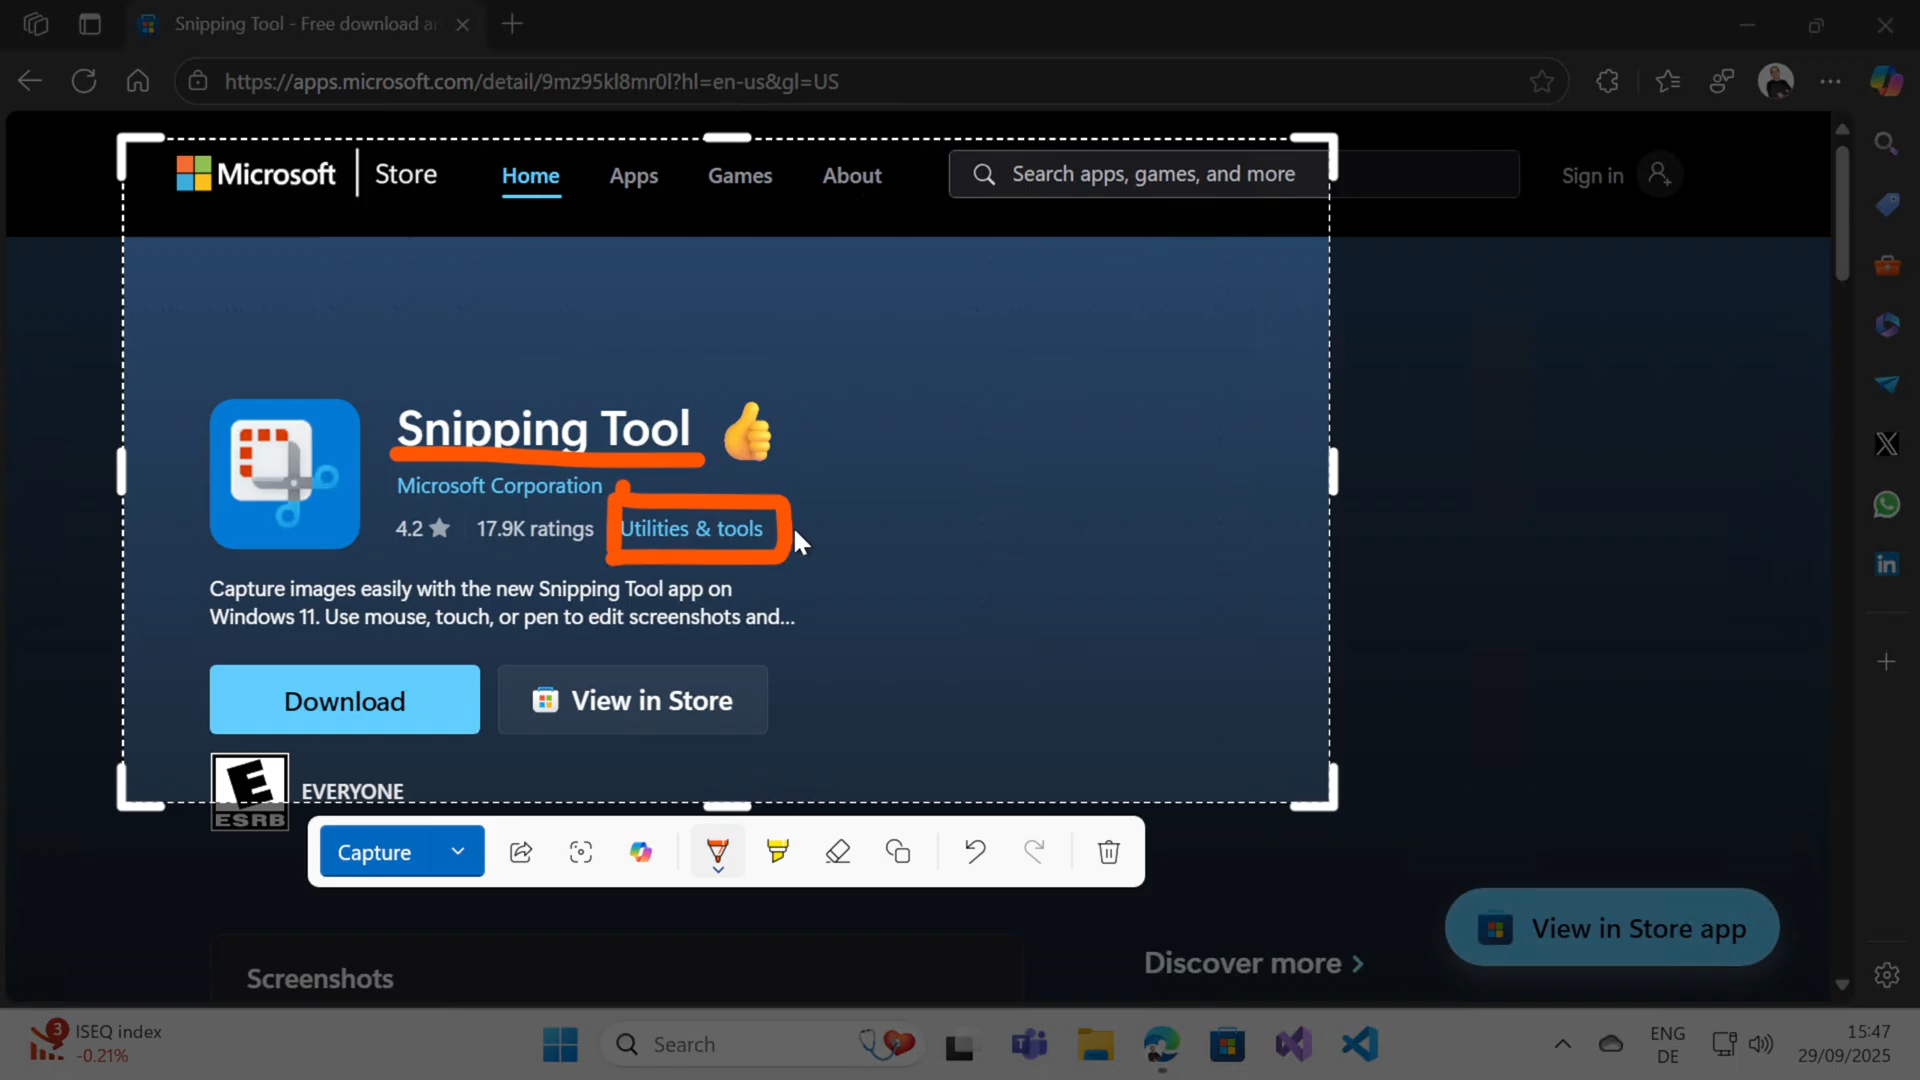 Snipping Tool - Free download a
https://apps.microsoft.com/detail/9mz95kl8mr0l?hl=en-us&gl=US
Microsoft | Store
Home
Apps
Games
About
Search apps, games, and more
Sign in
Snipping Tool
Microsoft Corporation
4.2
17.9K ratings
Utilities & tools
Capture images easily with the new Snipping Tool app on
Windows 11. Use mouse, touch, or pen to edit screenshots and...
Download
View in Store
E
ESRB
EVERYONE
Capture
View in Store app
Screenshots
Discover more
3
ISEQ index
-0.21%
Search
ENG
DE
15:47
29/09/2025